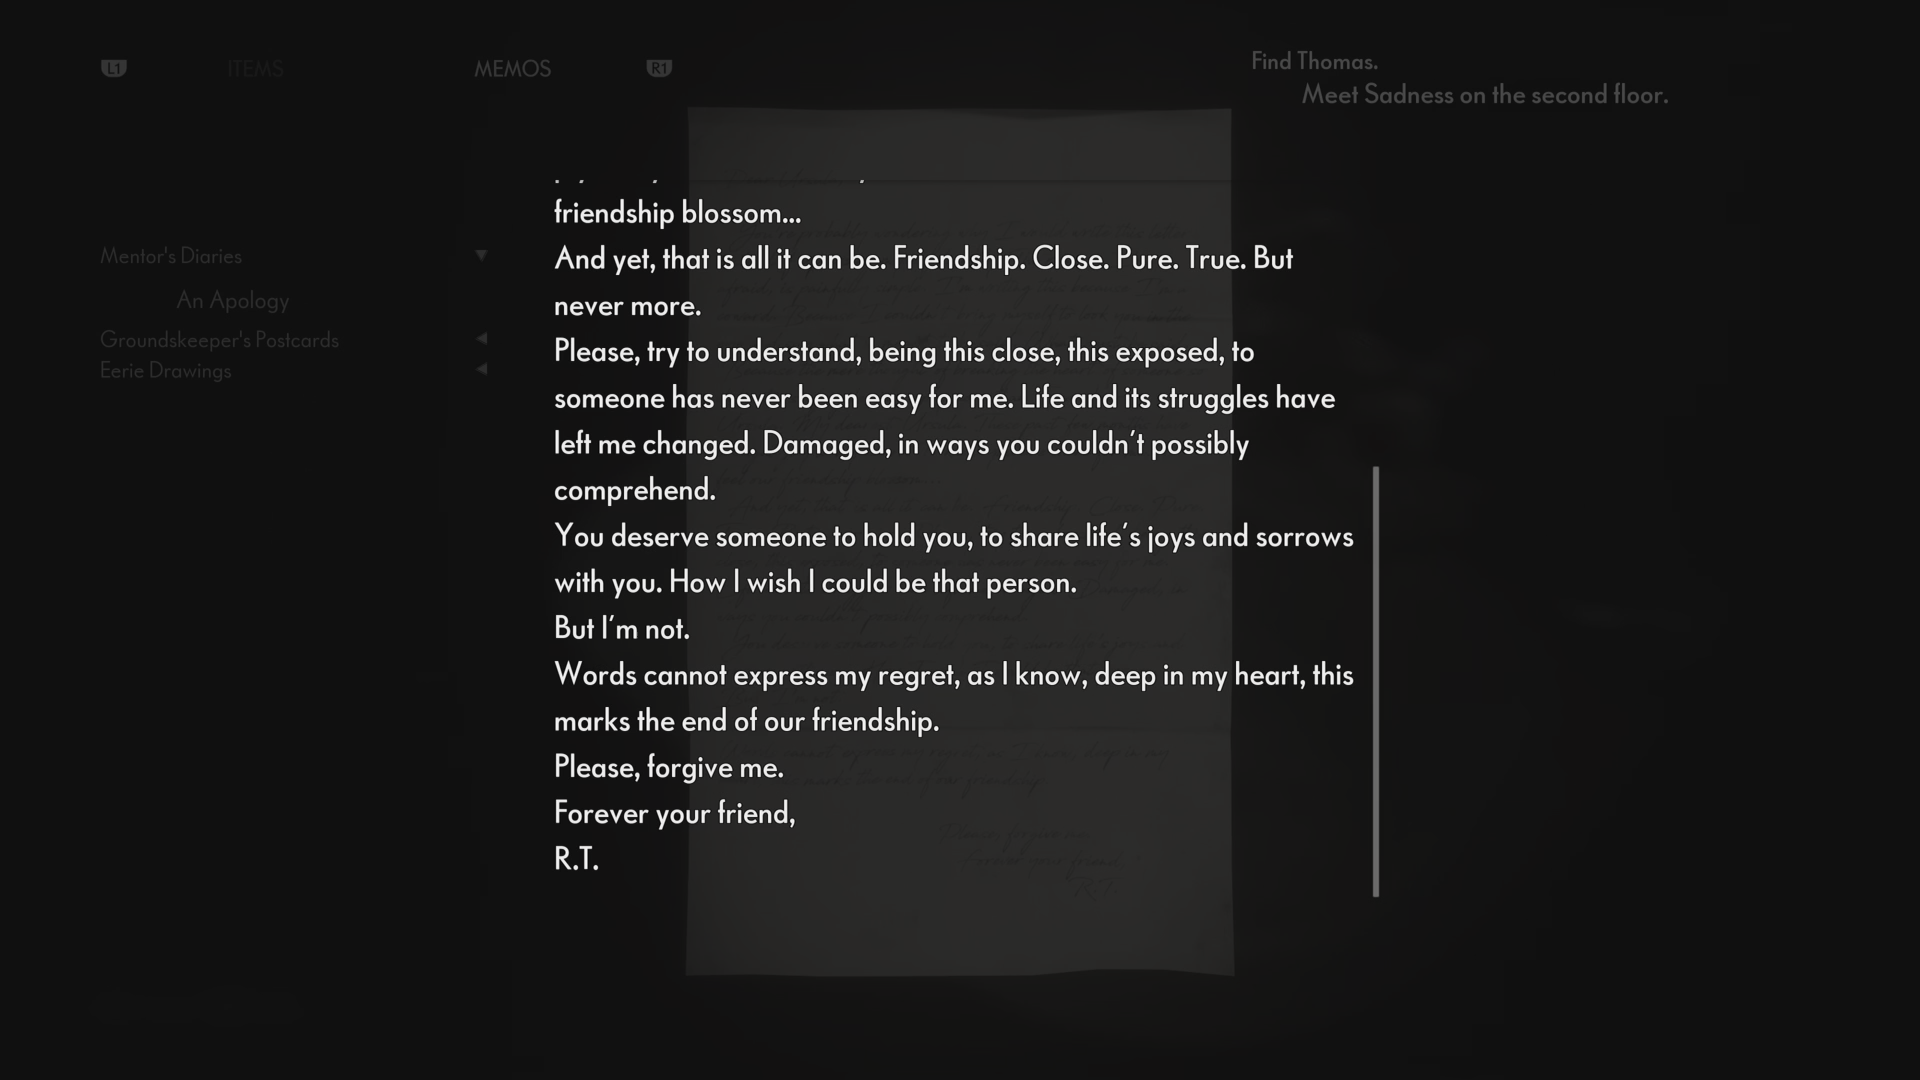 L1
ITEMS
MEMOS
R1
Find Thomas.
Meet Sadness on the second floor.
Mentor's Diaries
An Apology
Groundskeeper's Postcards
Eerie Drawings
friendship blossom...
And yet, that is all it can be. Friendship. Close. Pure. True. But
never more.
Please, try to understand, being this close, this exposed, to
someone has never been easy for me. Life and its struggles have
left me changed. Damaged, in ways you couldn't possibly
comprehend.
You deserve someone to hold you, to share life's joys and sorrows
with you. How I wish I could be that person.
But I'm not.
Words cannot express my regret, as I know, deep in my heart, this
marks the end of our friendship.
Please, forgive me.
Forever your friend,
R.T.